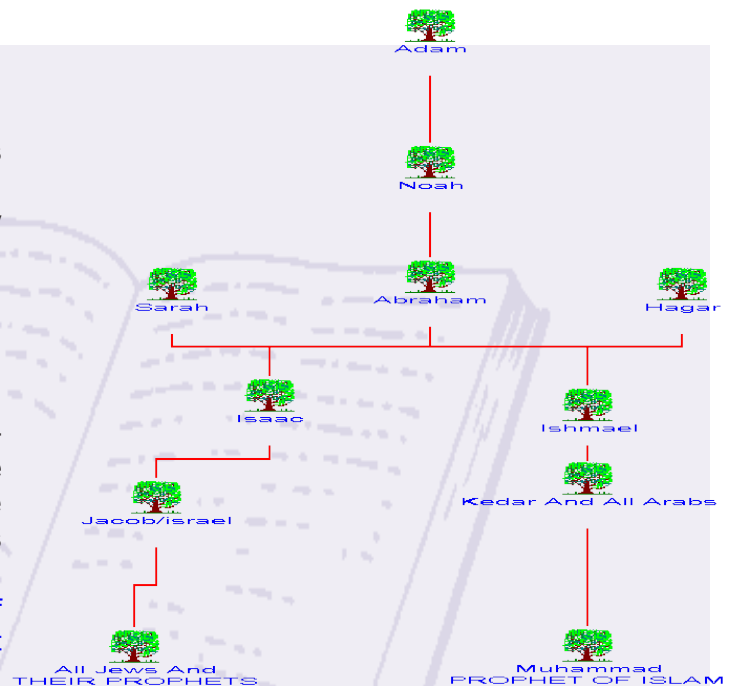 Adam
Noah
Sarah
Abraham
Hagar
Isaac
Ishmael
Kedar And All Arabs
Jacob/israel
All Jews And
THEIR PROPHETS
Muhammad
PROPHET OF ISLAM